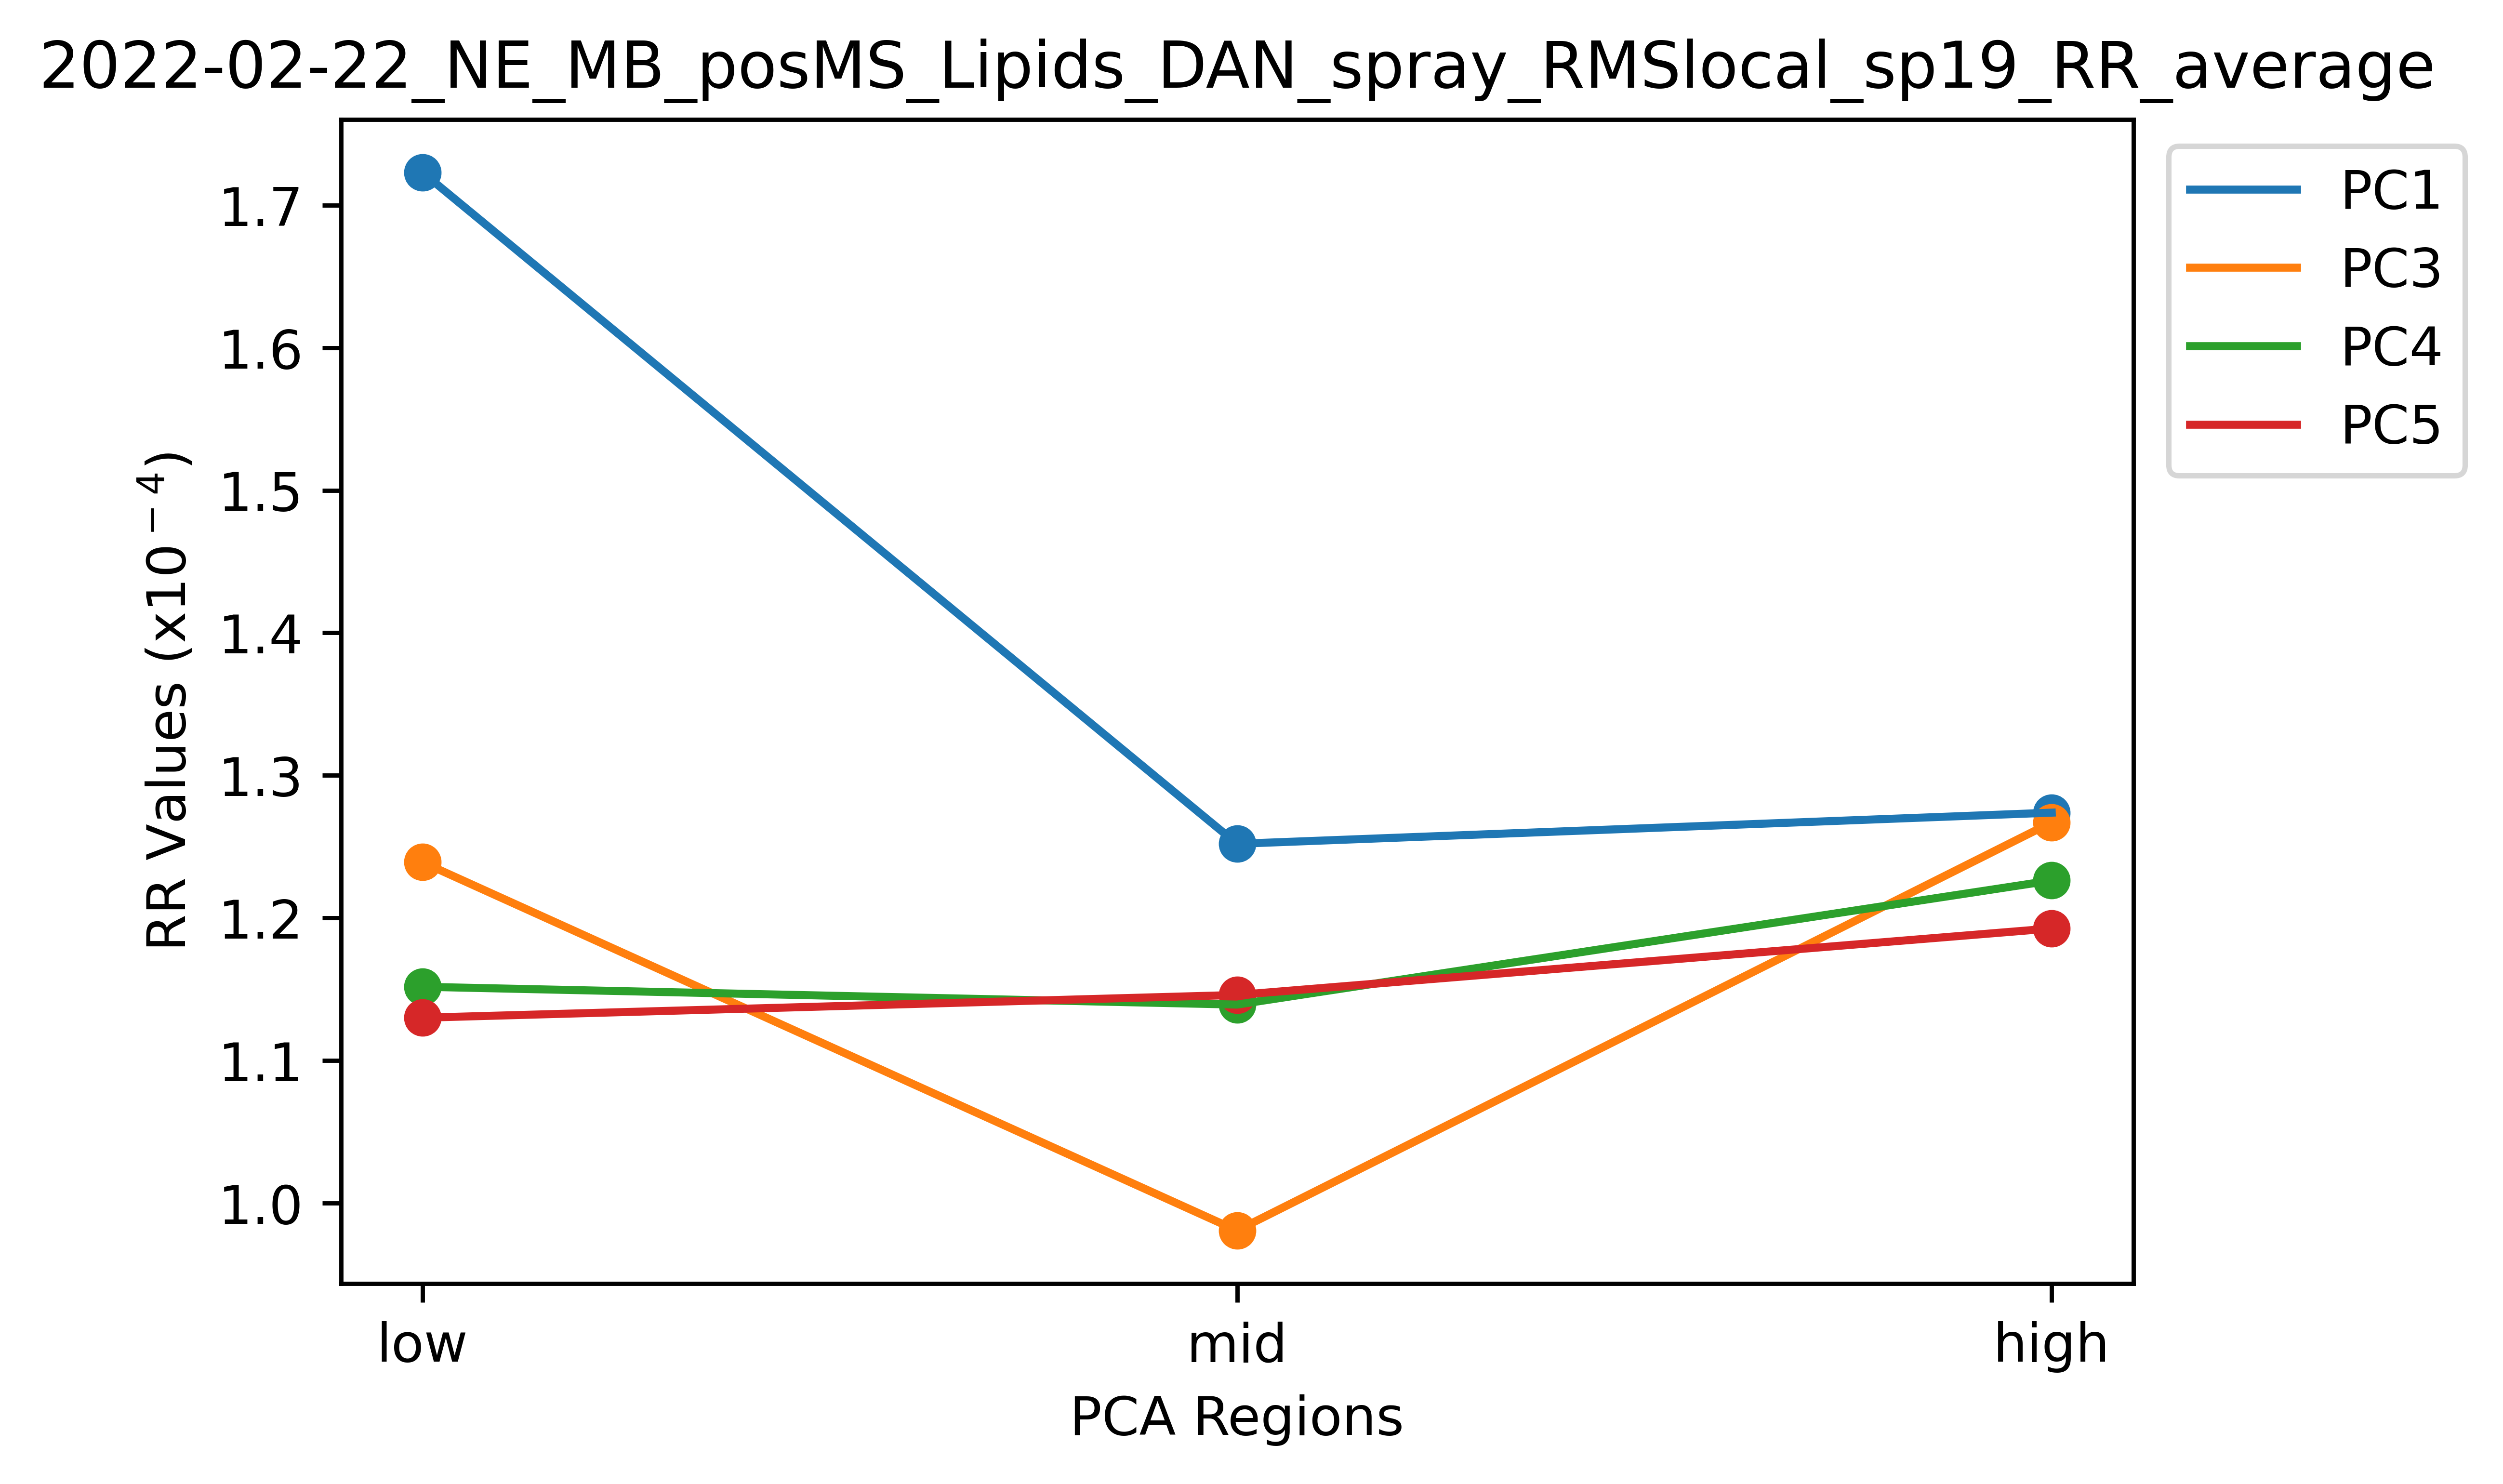 2022-02-22_NE_MB_posMS_Lipids_DAN_spray_RMSlocal_sp19_RR_average
PC1
PC3
PC4
PC5
RR Values (x10⁻⁴)
1.7
1.6
1.5
1.4
1.3
1.2
1.1
1.0
low mid high
PCA Regions